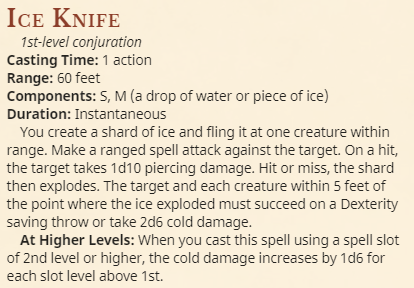 ICE KNIFE
1st-level conjuration
Casting Time: 1 action
Range: 60 feet
Components: S, M (a drop of water or piece of ice)
Duration: Instantaneous
You create a shard of ice and fling it at one creature within
range. Make a ranged spell attack against the target. On a hit,
the target takes 1d10 piercing damage. Hit or miss, the shard
then explodes. The target and each creature within 5 feet of
the point where the ice exploded must succeed on a Dexterity
saving throw or take 2d6 cold damage.
At Higher Levels: When you cast this spell using a spell slot
of 2nd level or higher, the cold damage increases by 1d6 for
each slot level above 1st.